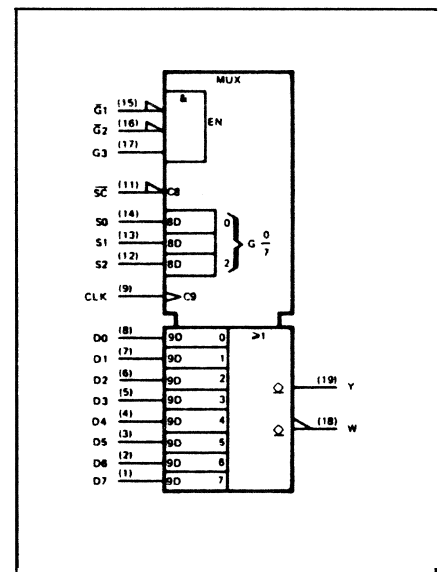 MUX
&
G̅1 (15)
EN
G̅2 (16)
G3 (17)
S̅C̅ (11) C8
S0 (14) 8D 0
S1 (13) 8D G 0/7
S2 (12) 8D 2
CLK (9) C9
D0 (8) 9D 0 ≥1
D1 (7) 9D 1
D2 (6) 9D 2
(19) Y
D3 (5) 9D 3
D4 (4) 9D 4
(18) W
D5 (3) 9D 5
D6 (2) 9D 6
D7 (1) 9D 7